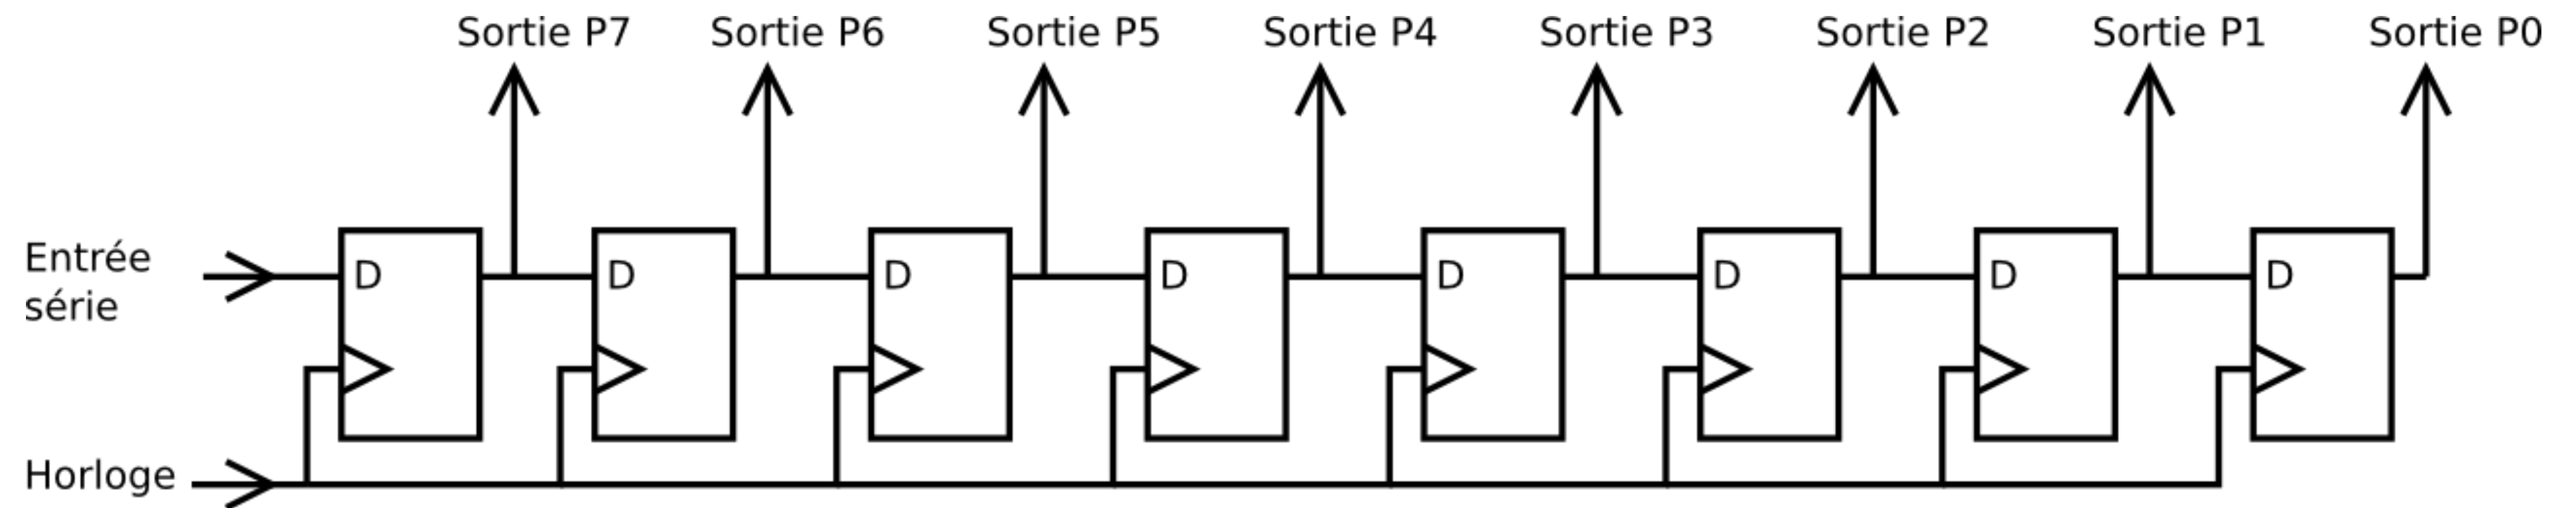 Sortie P7 Sortie P6 Sortie P5 Sortie P4 Sortie P3 Sortie P2 Sortie P1 Sortie P0
Entrée
série
D D D D D D D D
Horloge